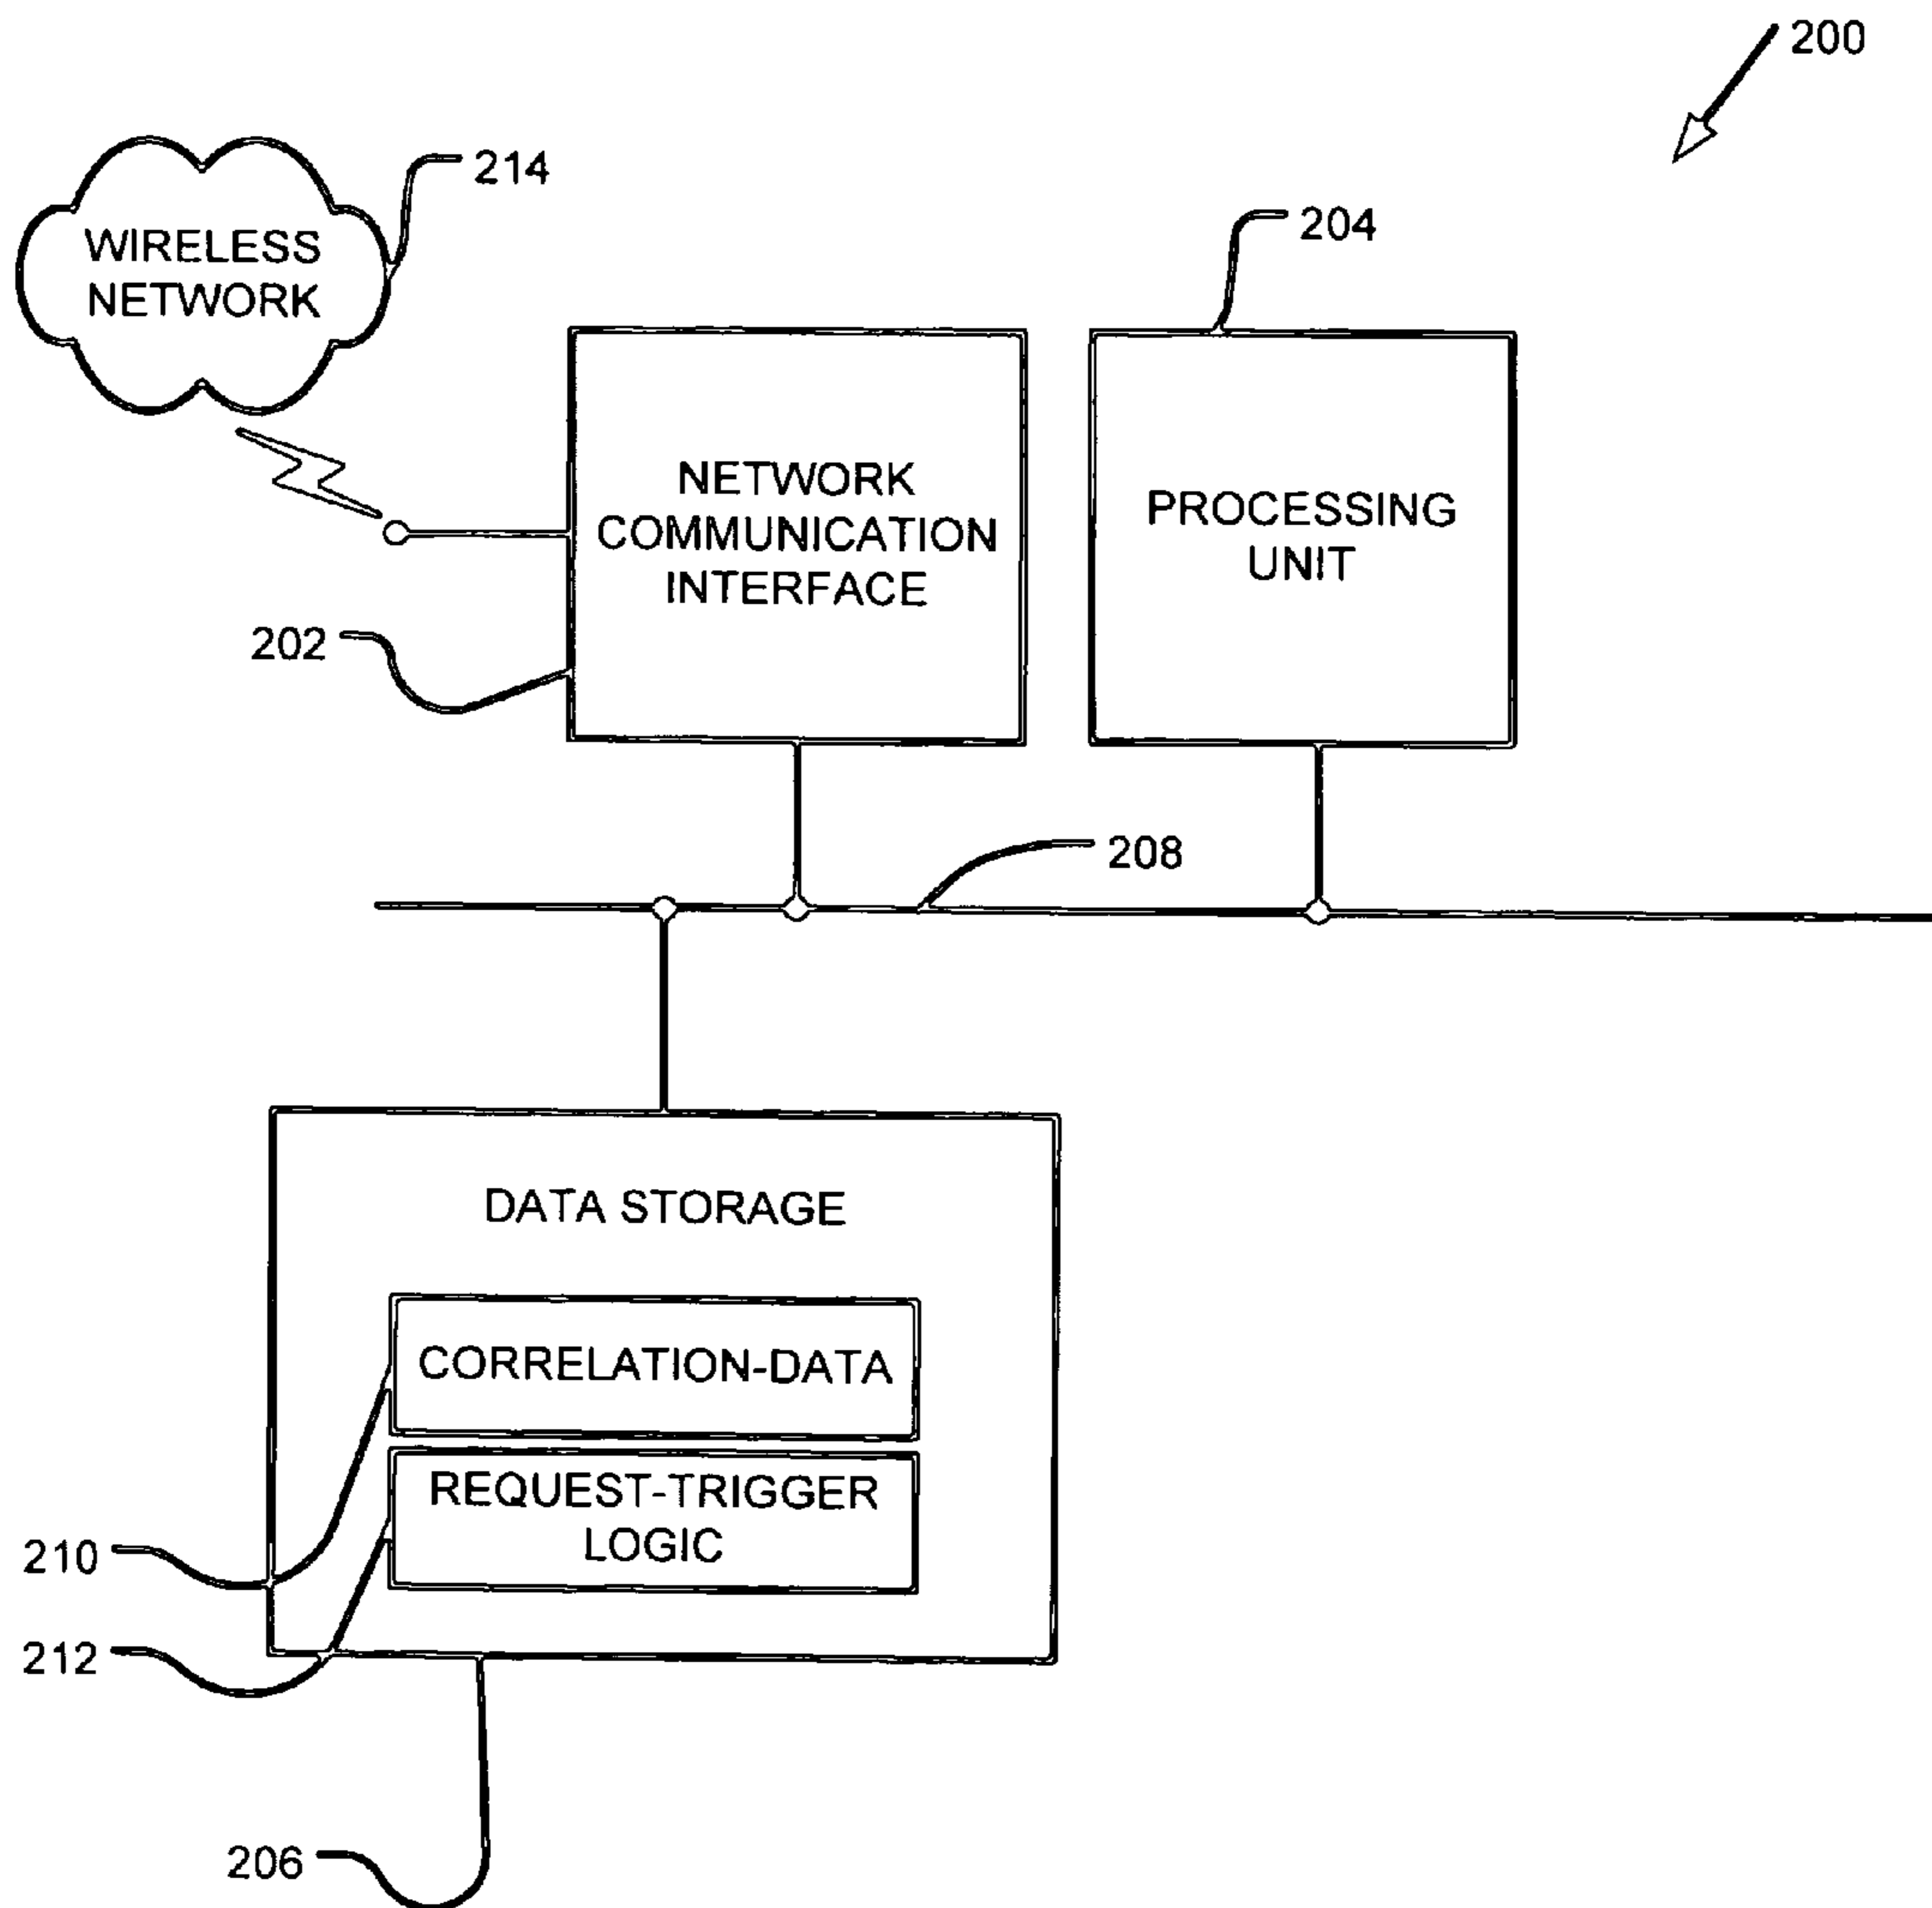 200
214
WIRELESS
NETWORK
204
NETWORK
COMMUNICATION
INTERFACE
PROCESSING
UNIT
202
208
DATA STORAGE
CORRELATION-DATA
REQUEST-TRIGGER
LOGIC
210
212
206